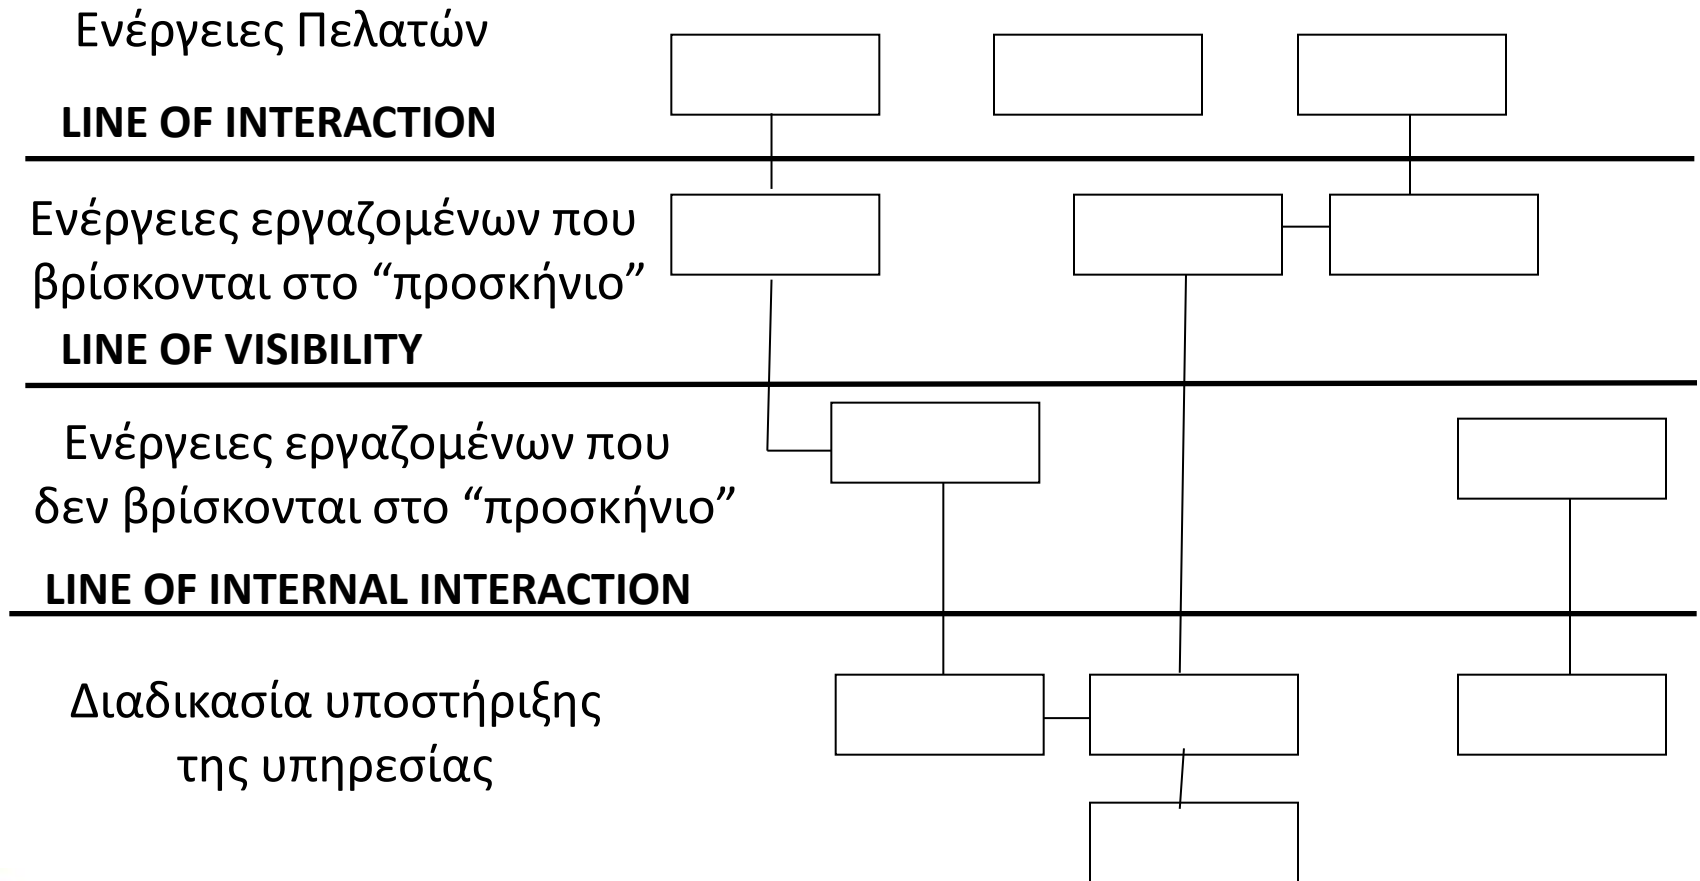 Ενέργειες Πελατών
LINE OF INTERACTION
Ενέργειες εργαζομένων που
βρίσκονται στο “προσκήνιο”
LINE OF VISIBILITY
Ενέργειες εργαζομένων που
δεν βρίσκονται στο “προσκήνιο”
LINE OF INTERNAL INTERACTION
Διαδικασία υποστήριξης
της υπηρεσίας